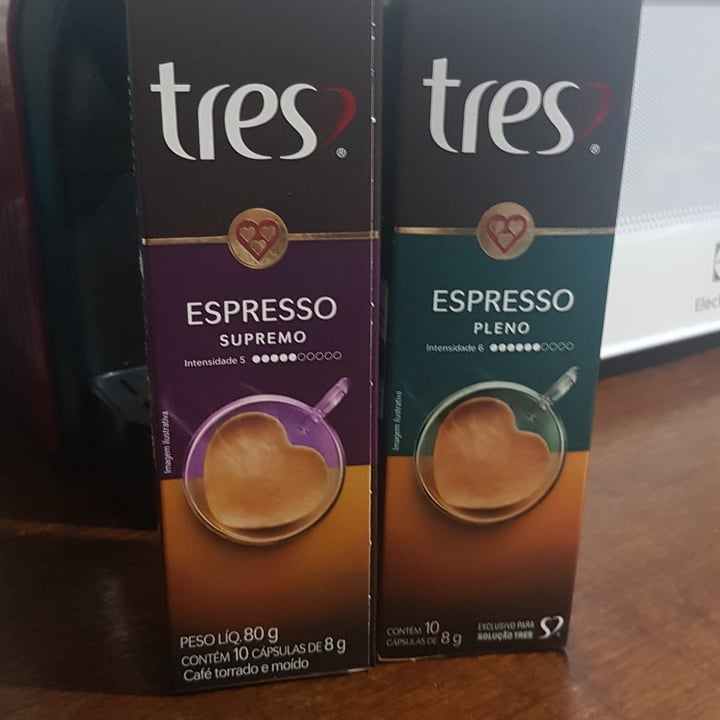 tres®
ESPRESSO
SUPREMO
Intensidade 5
Imagem ilustrativa
PESO LÍQ. 80 g
CONTÉM 10 CÁPSULAS DE 8 g
Café torrado e moído
tres®
ESPRESSO
PLENO
Intensidade 6
Imagem ilustrativa
CONTÉM 10
CÁPSULAS DE 8 g
EXCLUSIVO PARA
SOLUÇÃO TRES
Elec